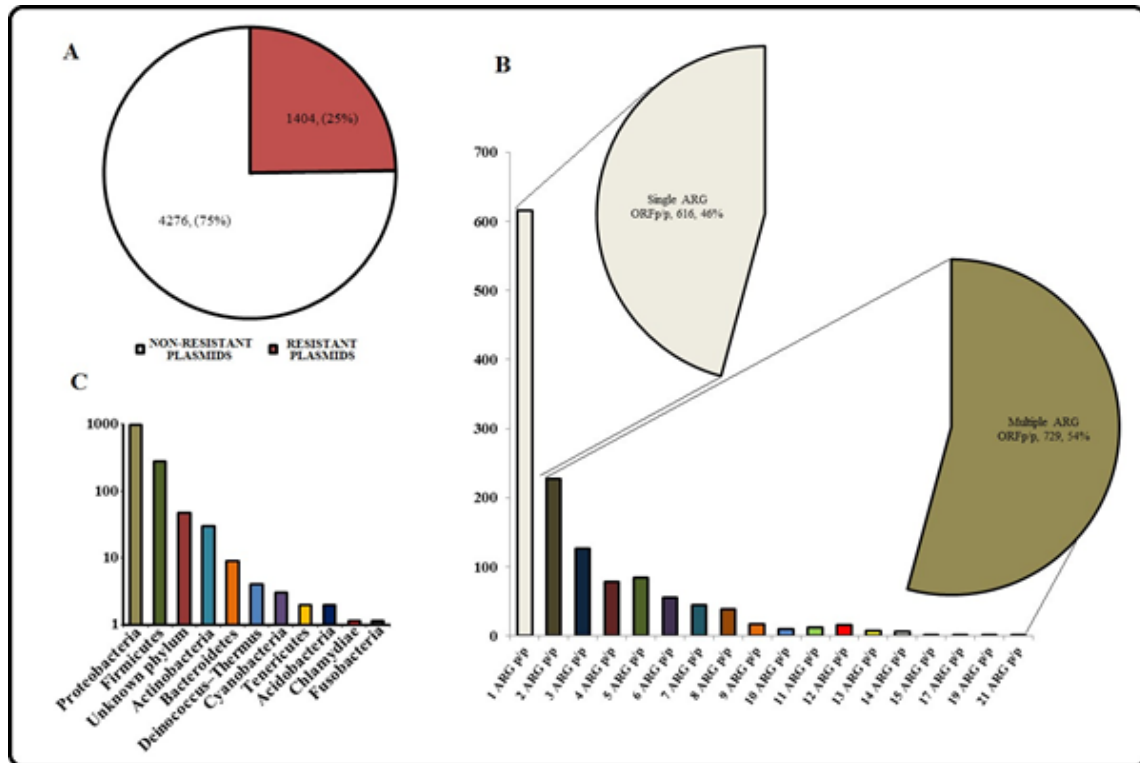 A
1404, (25%)
4276, (75%)
NON-RESISTANT
PLASMIDS
RESISTANT
PLASMIDS
B
700
600
500
400
300
200
100
0
Single ARG
ORFp/p, 616, 46%
Multiple ARG
ORFp/p, 729, 54%
1 ARG p/p
2 ARG p/p
3 ARG p/p
4 ARG p/p
5 ARG p/p
6 ARG p/p
7 ARG p/p
8 ARG p/p
9 ARG p/p
10 ARG p/p
11 ARG p/p
12 ARG p/p
13 ARG p/p
14 ARG p/p
15 ARG p/p
17 ARG p/p
19 ARG p/p
21 ARG p/p
C
1000
100
10
1
Proteobacteria
Firmicutes
Unknown phylum
Actinobacteria
Bacteroidetes
Deinococcus-Thermus
Cyanobacteria
Tenericutes
Acidobacteria
Chlamydiae
Fusobacteria